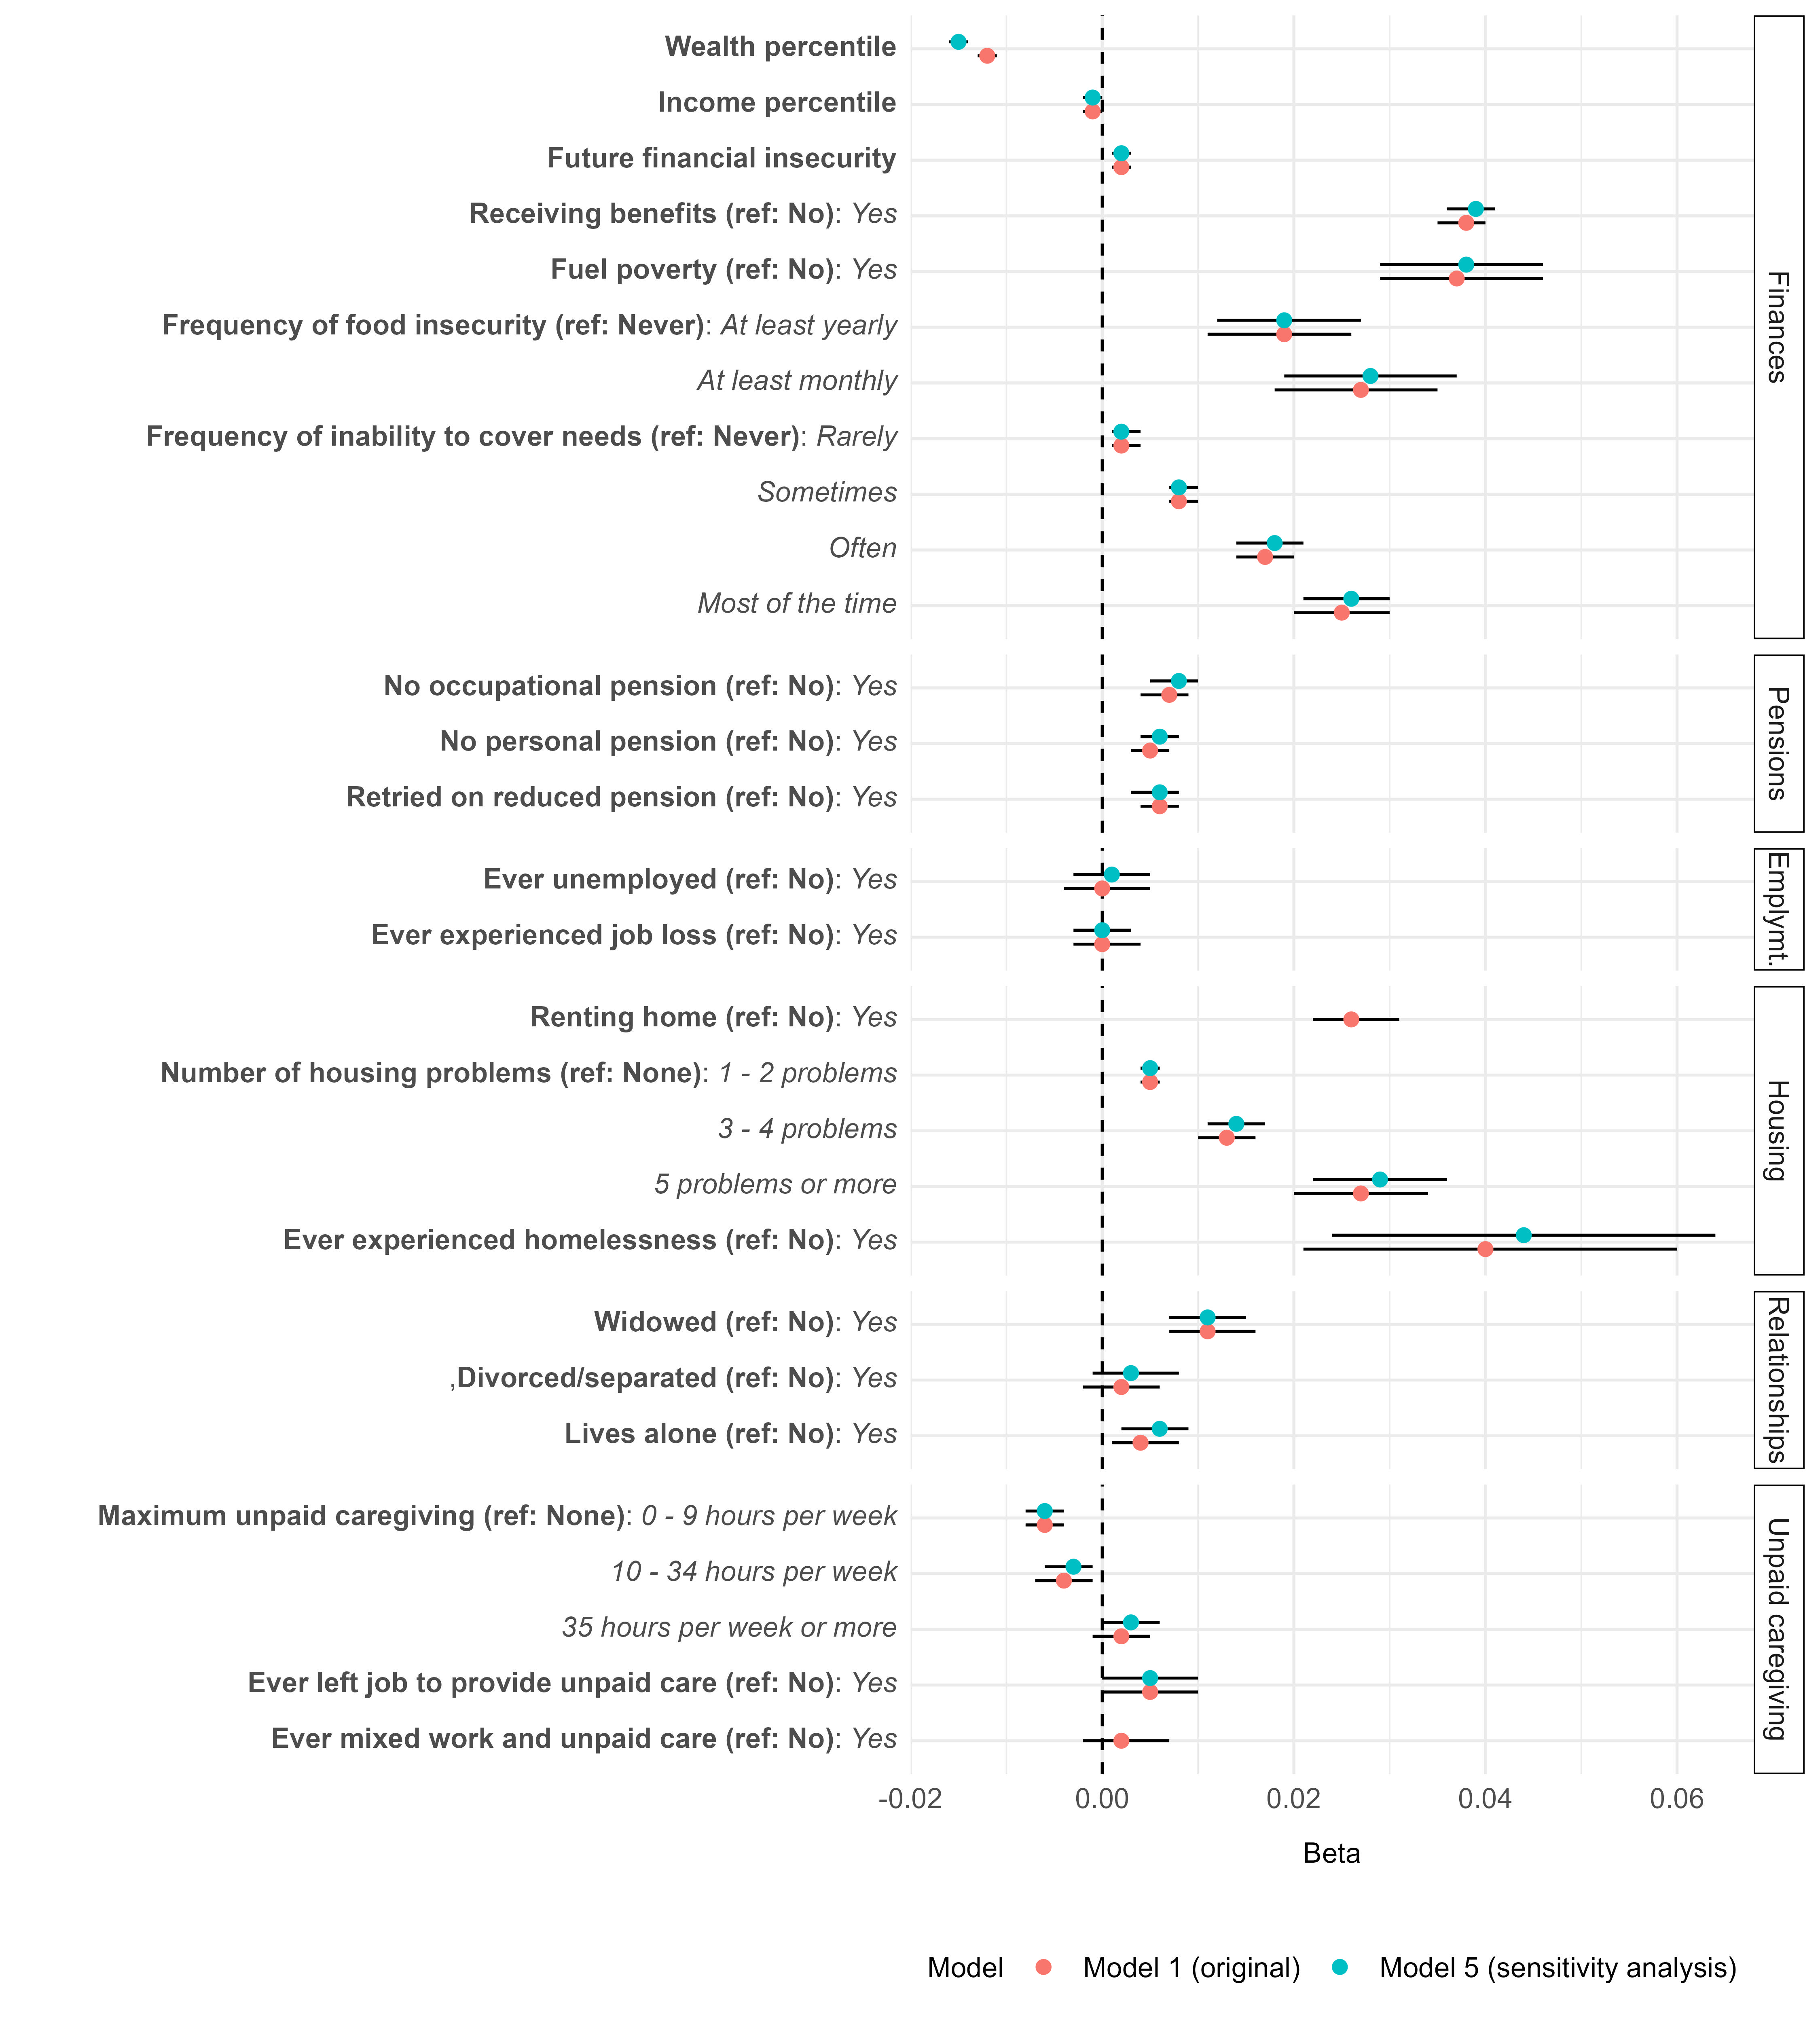 Wealth percentile
Income percentile
Future financial insecurity
Receiving benefits (ref: No): Yes
Fuel poverty (ref: No): Yes
Frequency of food insecurity (ref: Never): At least yearly
At least monthly
Frequency of inability to cover needs (ref: Never): Rarely
Sometimes
Often
Most of the time
Finances
No occupational pension (ref: No): Yes
No personal pension (ref: No): Yes
Retried on reduced pension (ref: No): Yes
Pensions
Ever unemployed (ref: No): Yes
Ever experienced job loss (ref: No): Yes
Emplymt.
Renting home (ref: No): Yes
Number of housing problems (ref: None): 1 - 2 problems
3 - 4 problems
5 problems or more
Ever experienced homelessness (ref: No): Yes
Housing
Widowed (ref: No): Yes
,Divorced/separated (ref: No): Yes
Lives alone (ref: No): Yes
Relationships
Maximum unpaid caregiving (ref: None): 0 - 9 hours per week
10 - 34 hours per week
35 hours per week or more
Ever left job to provide unpaid care (ref: No): Yes
Ever mixed work and unpaid care (ref: No): Yes
Unpaid caregiving
-0.02 0.00 0.02 0.04 0.06
Beta
Model Model 1 (original) Model 5 (sensitivity analysis)